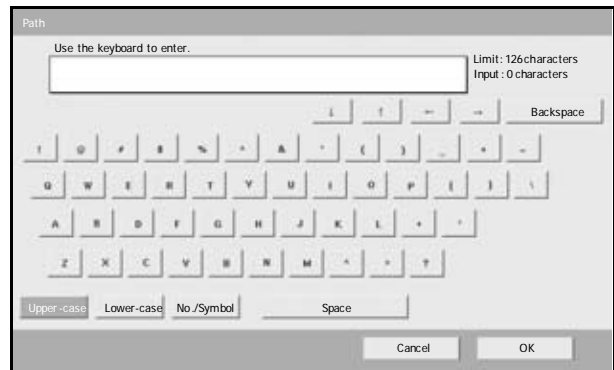 Path
Use the keyboard to enter.
Limit : 126characters
Input : 0 characters
↓ ↑ ← → Backspace
! @ # $ % ^ & * ( ) _ + ~
Q W E R T Y U I O P [ ] \
A S D F G H J K L
Z X C V B N M ?
Upper-case Lower-case No./Symbol Space
Cancel OK